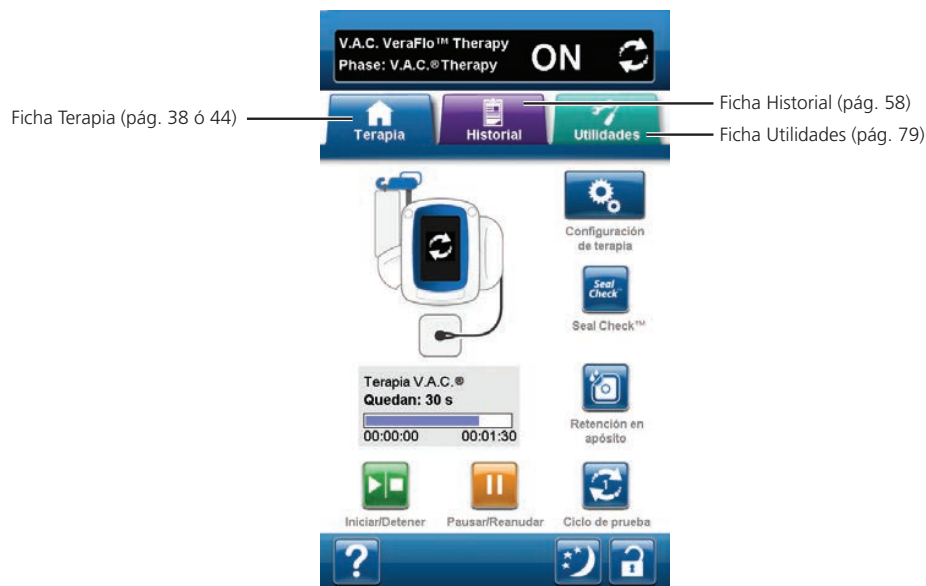 V.A.C. VeraFlo™ Therapy
Phase: V.A.C.® Therapy
ON
Ficha Terapia (pág. 38 ó 44)
Terapia
Historial
Utilidades
Ficha Historial (pág. 58)
Ficha Utilidades (pág. 79)
Configuración
de terapia
Seal
Check™
Seal Check™
Terapia V.A.C.®
Quedan: 30 s
00:00:00 00:01:30
Retención en
apósito
1
Iniciar/Detener
Pausar/Reanudar
Ciclo de prueba
?